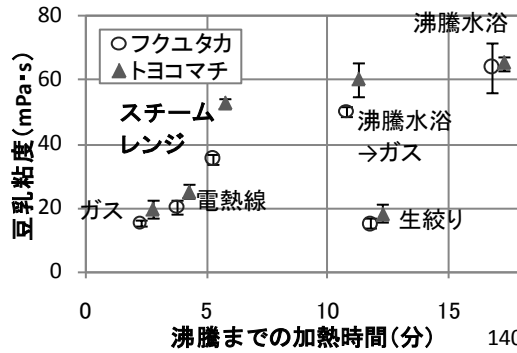 沸騰水浴
80
フクユタカ
トヨコマチ
60
スチーム
レンジ
沸騰水浴
→ガス
40
豆乳粘度(mPa・s)
ガス
電熱線
生絞り
20
0
0
5
10
15
140
沸騰までの加熱時間(分)